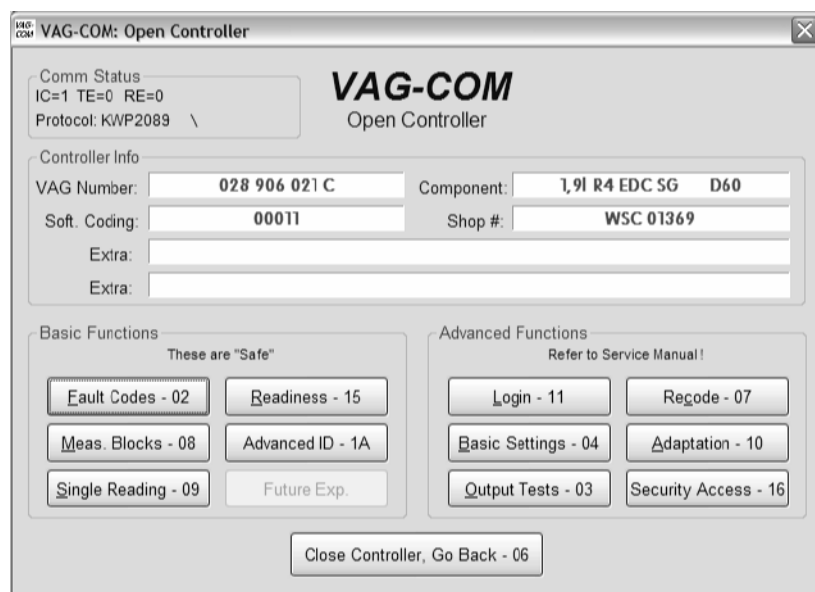 VAG-COM: Open Controller
Comm Status
IC=1 TE=0 RE=0
Protocol: KWP2089 \
VAG-COM
Open Controller
Controller Info
VAG Number: 028 906 021 C Component: 1,9l R4 EDC SG D60
Soft. Coding: 00011 Shop #: WSC 01369
Extra:
Extra:
Basic Functions
These are "Safe"
Fault Codes - 02 Readiness - 15
Meas. Blocks - 08 Advanced ID - 1A
Single Reading - 09 Future Exp.
Advanced Functions
Refer to Service Manual!
Login - 11 Recode - 07
Basic Settings - 04 Adaptation - 10
Output Tests - 03 Security Access - 16
Close Controller, Go Back - 06